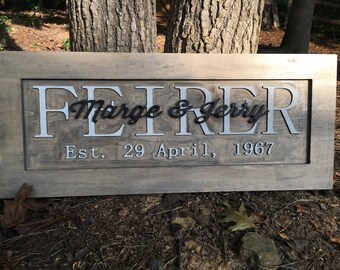 FEIRER
Marge & Jerry
Est. 29 April, 1967